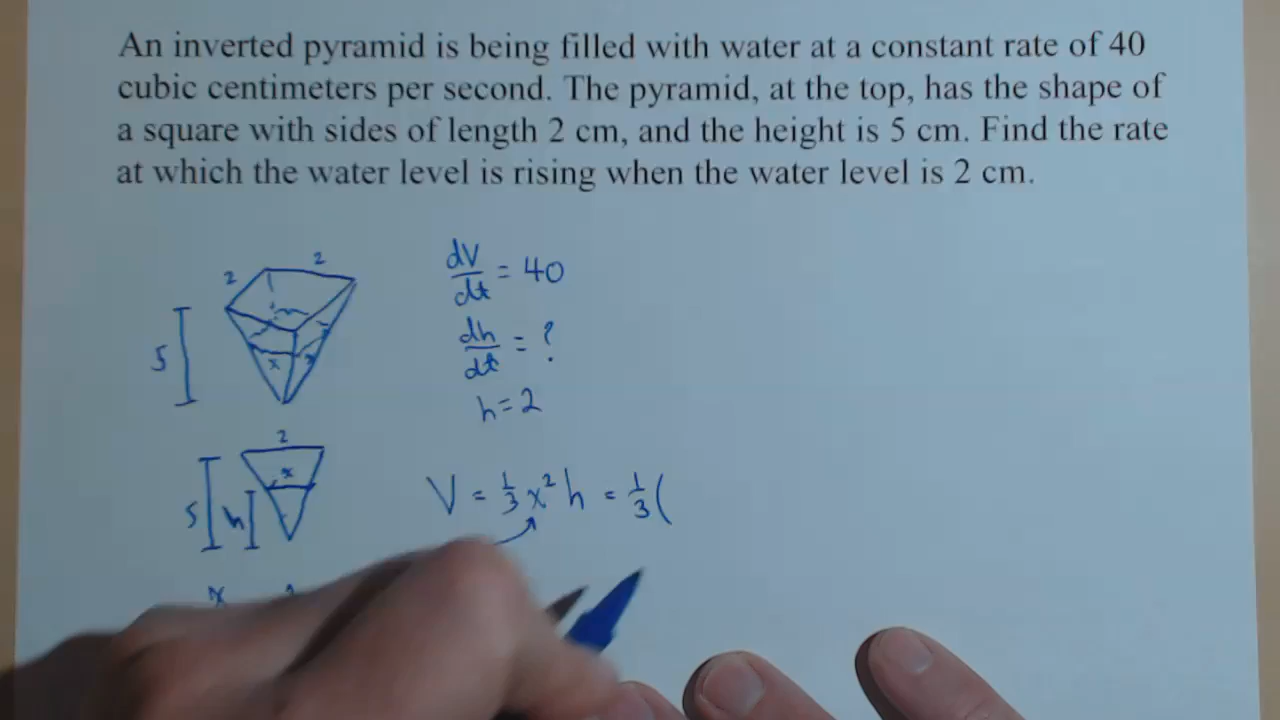 An inverted pyramid is being filled with water at a constant rate of 40
cubic centimeters per second. The pyramid, at the top, has the shape of
a square with sides of length 2 cm, and the height is 5 cm. Find the rate
at which the water level is rising when the water level is 2 cm.
2 2
5
x x
dV/dt = 40
dh/dt = ?
h = 2
2
x
5 h
V = 1/3 x² h = 1/3 (
x